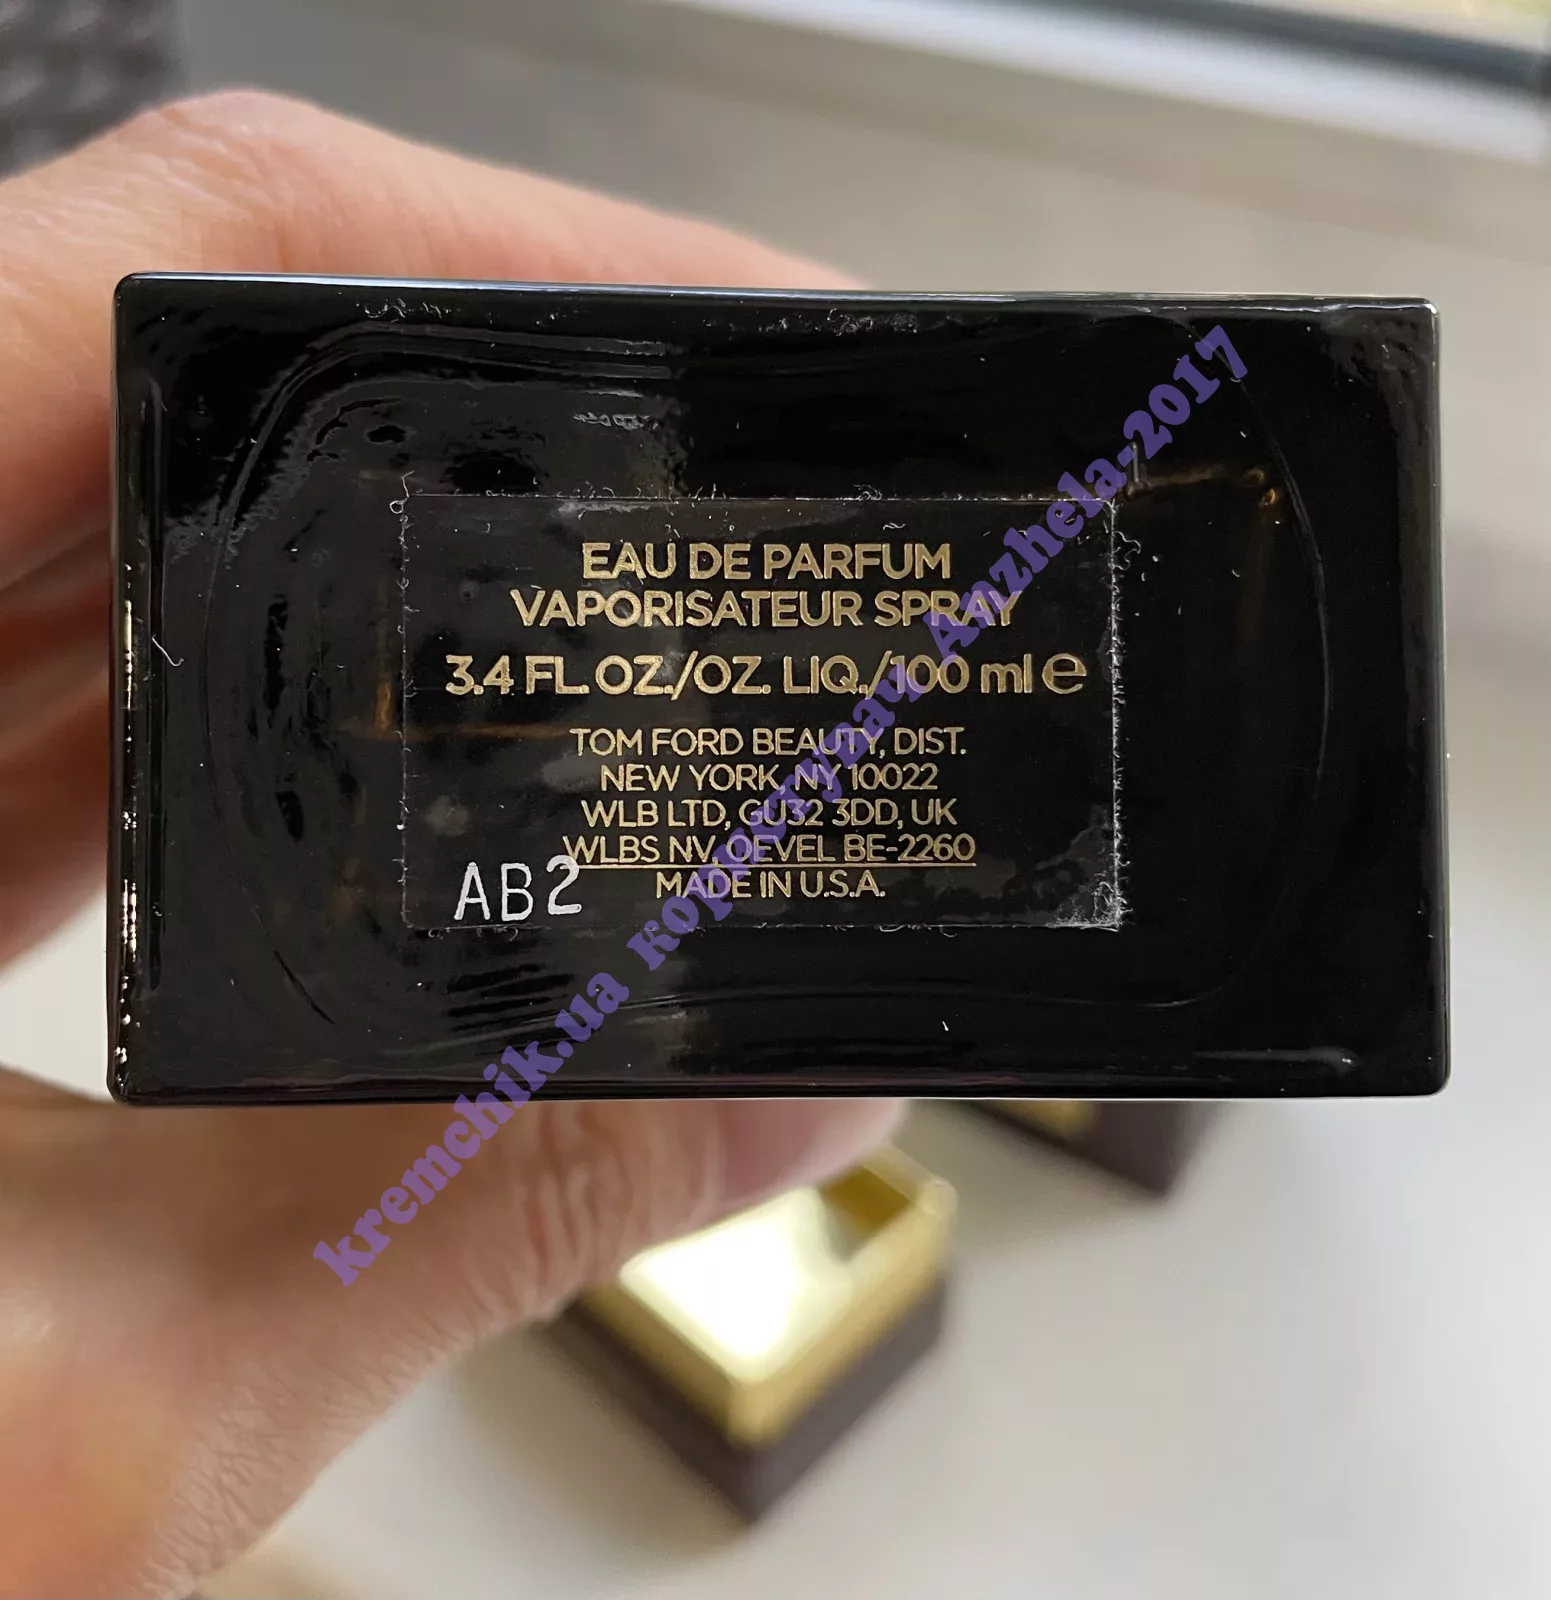 EAU DE PARFUM
VAPORISATEUR SPRAY
3.4 FL. OZ./OZ. LIQ./100 ml e
TOM FORD BEAUTY, DIST.
NEW YORK, NY 10022
WLB LTD, GU32 3DD, UK
WLBS NV, OEVEL BE-2260
MADE IN U.S.A.
AB2
kremchik.ua користувач Anzhela-2017